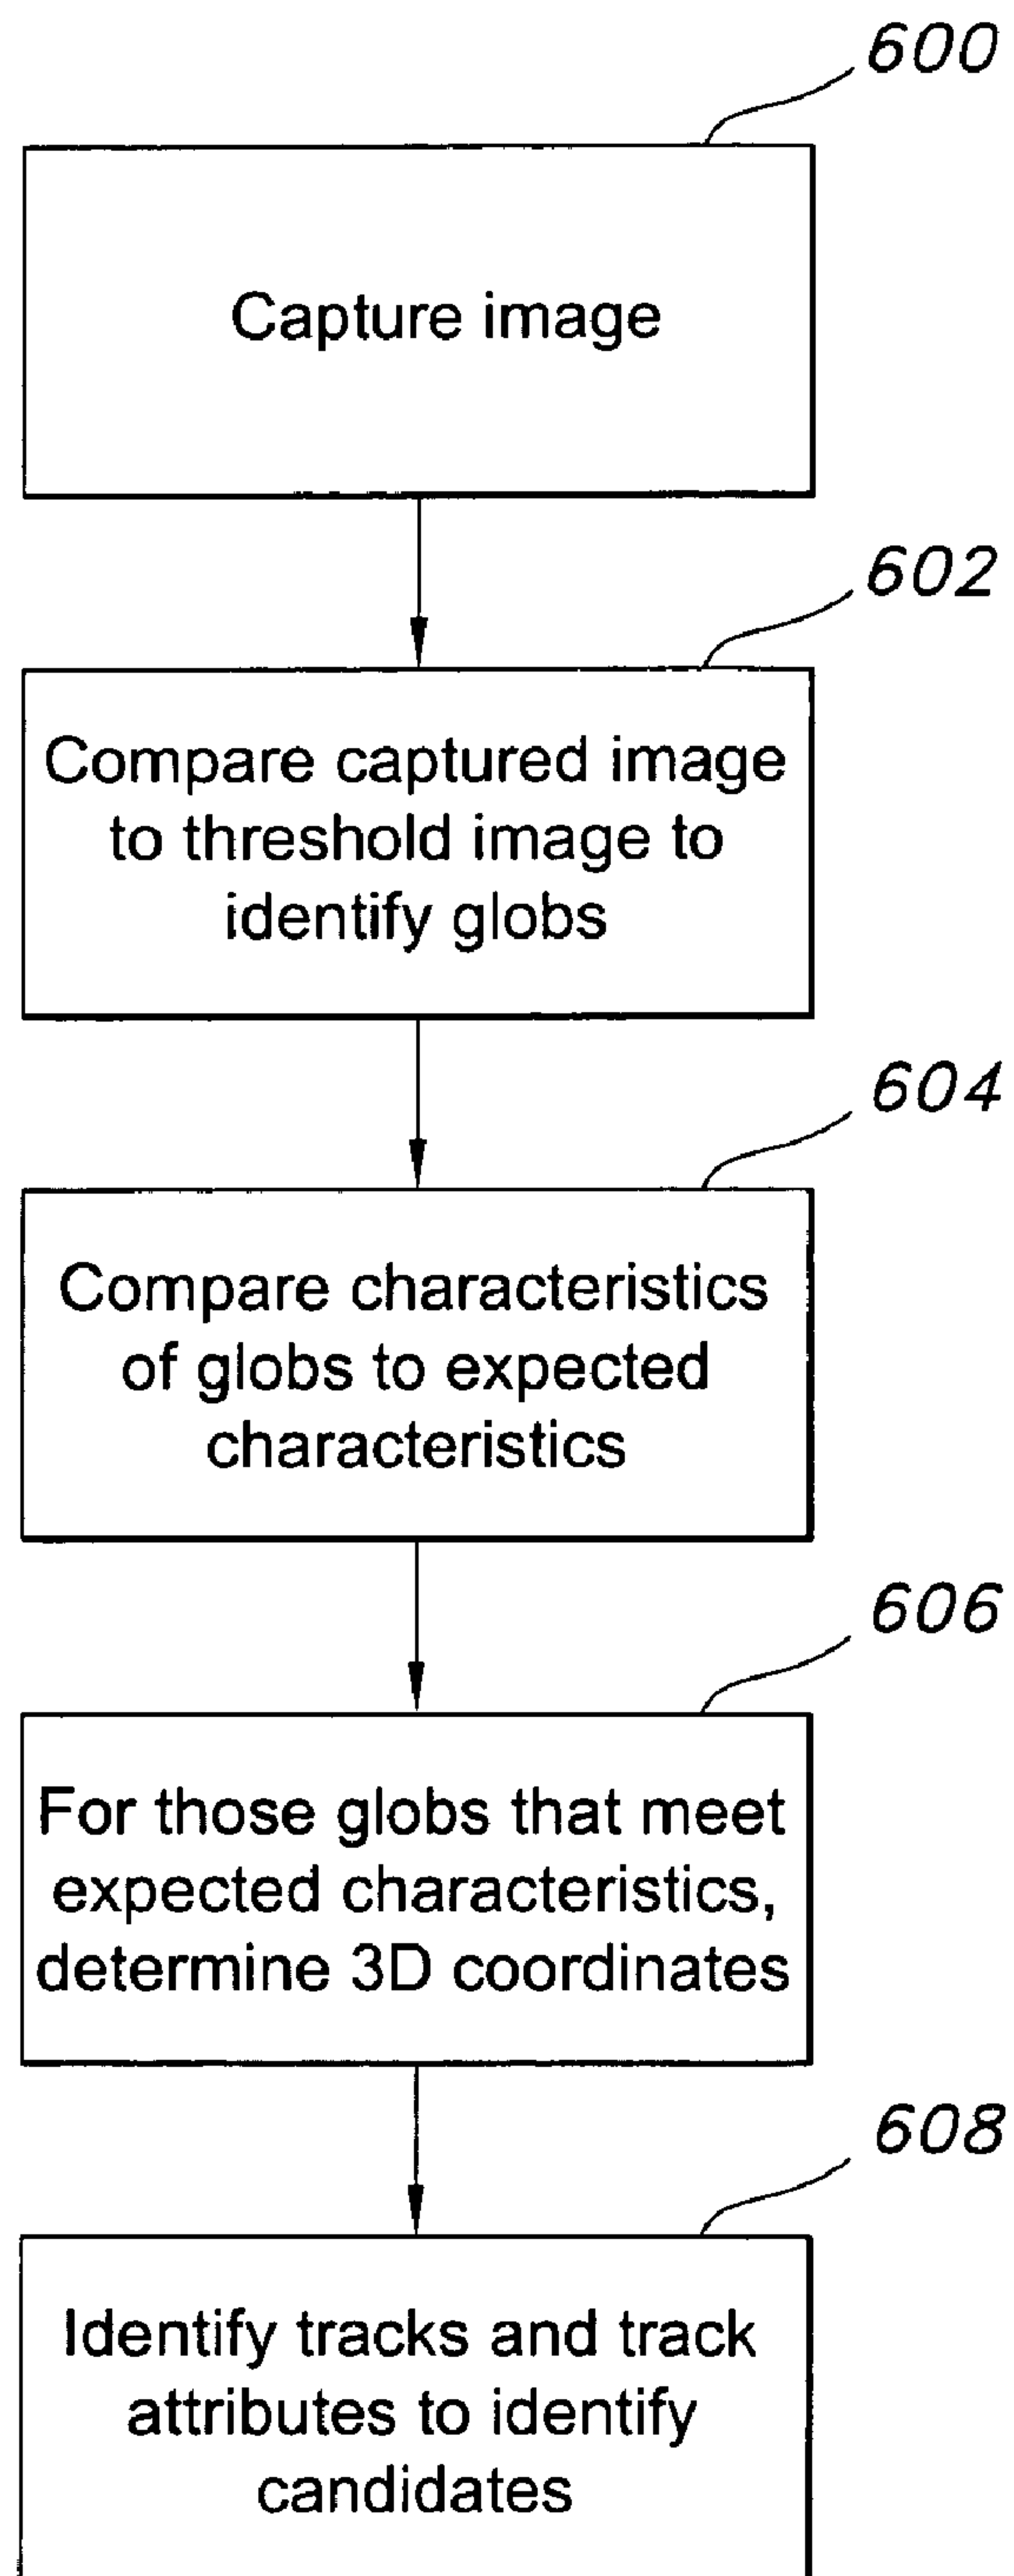 600
Capture image
602
Compare captured image
to threshold image to
identify globs
604
Compare characteristics
of globs to expected
characteristics
606
For those globs that meet
expected characteristics,
determine 3D coordinates
608
Identify tracks and track
attributes to identify
candidates